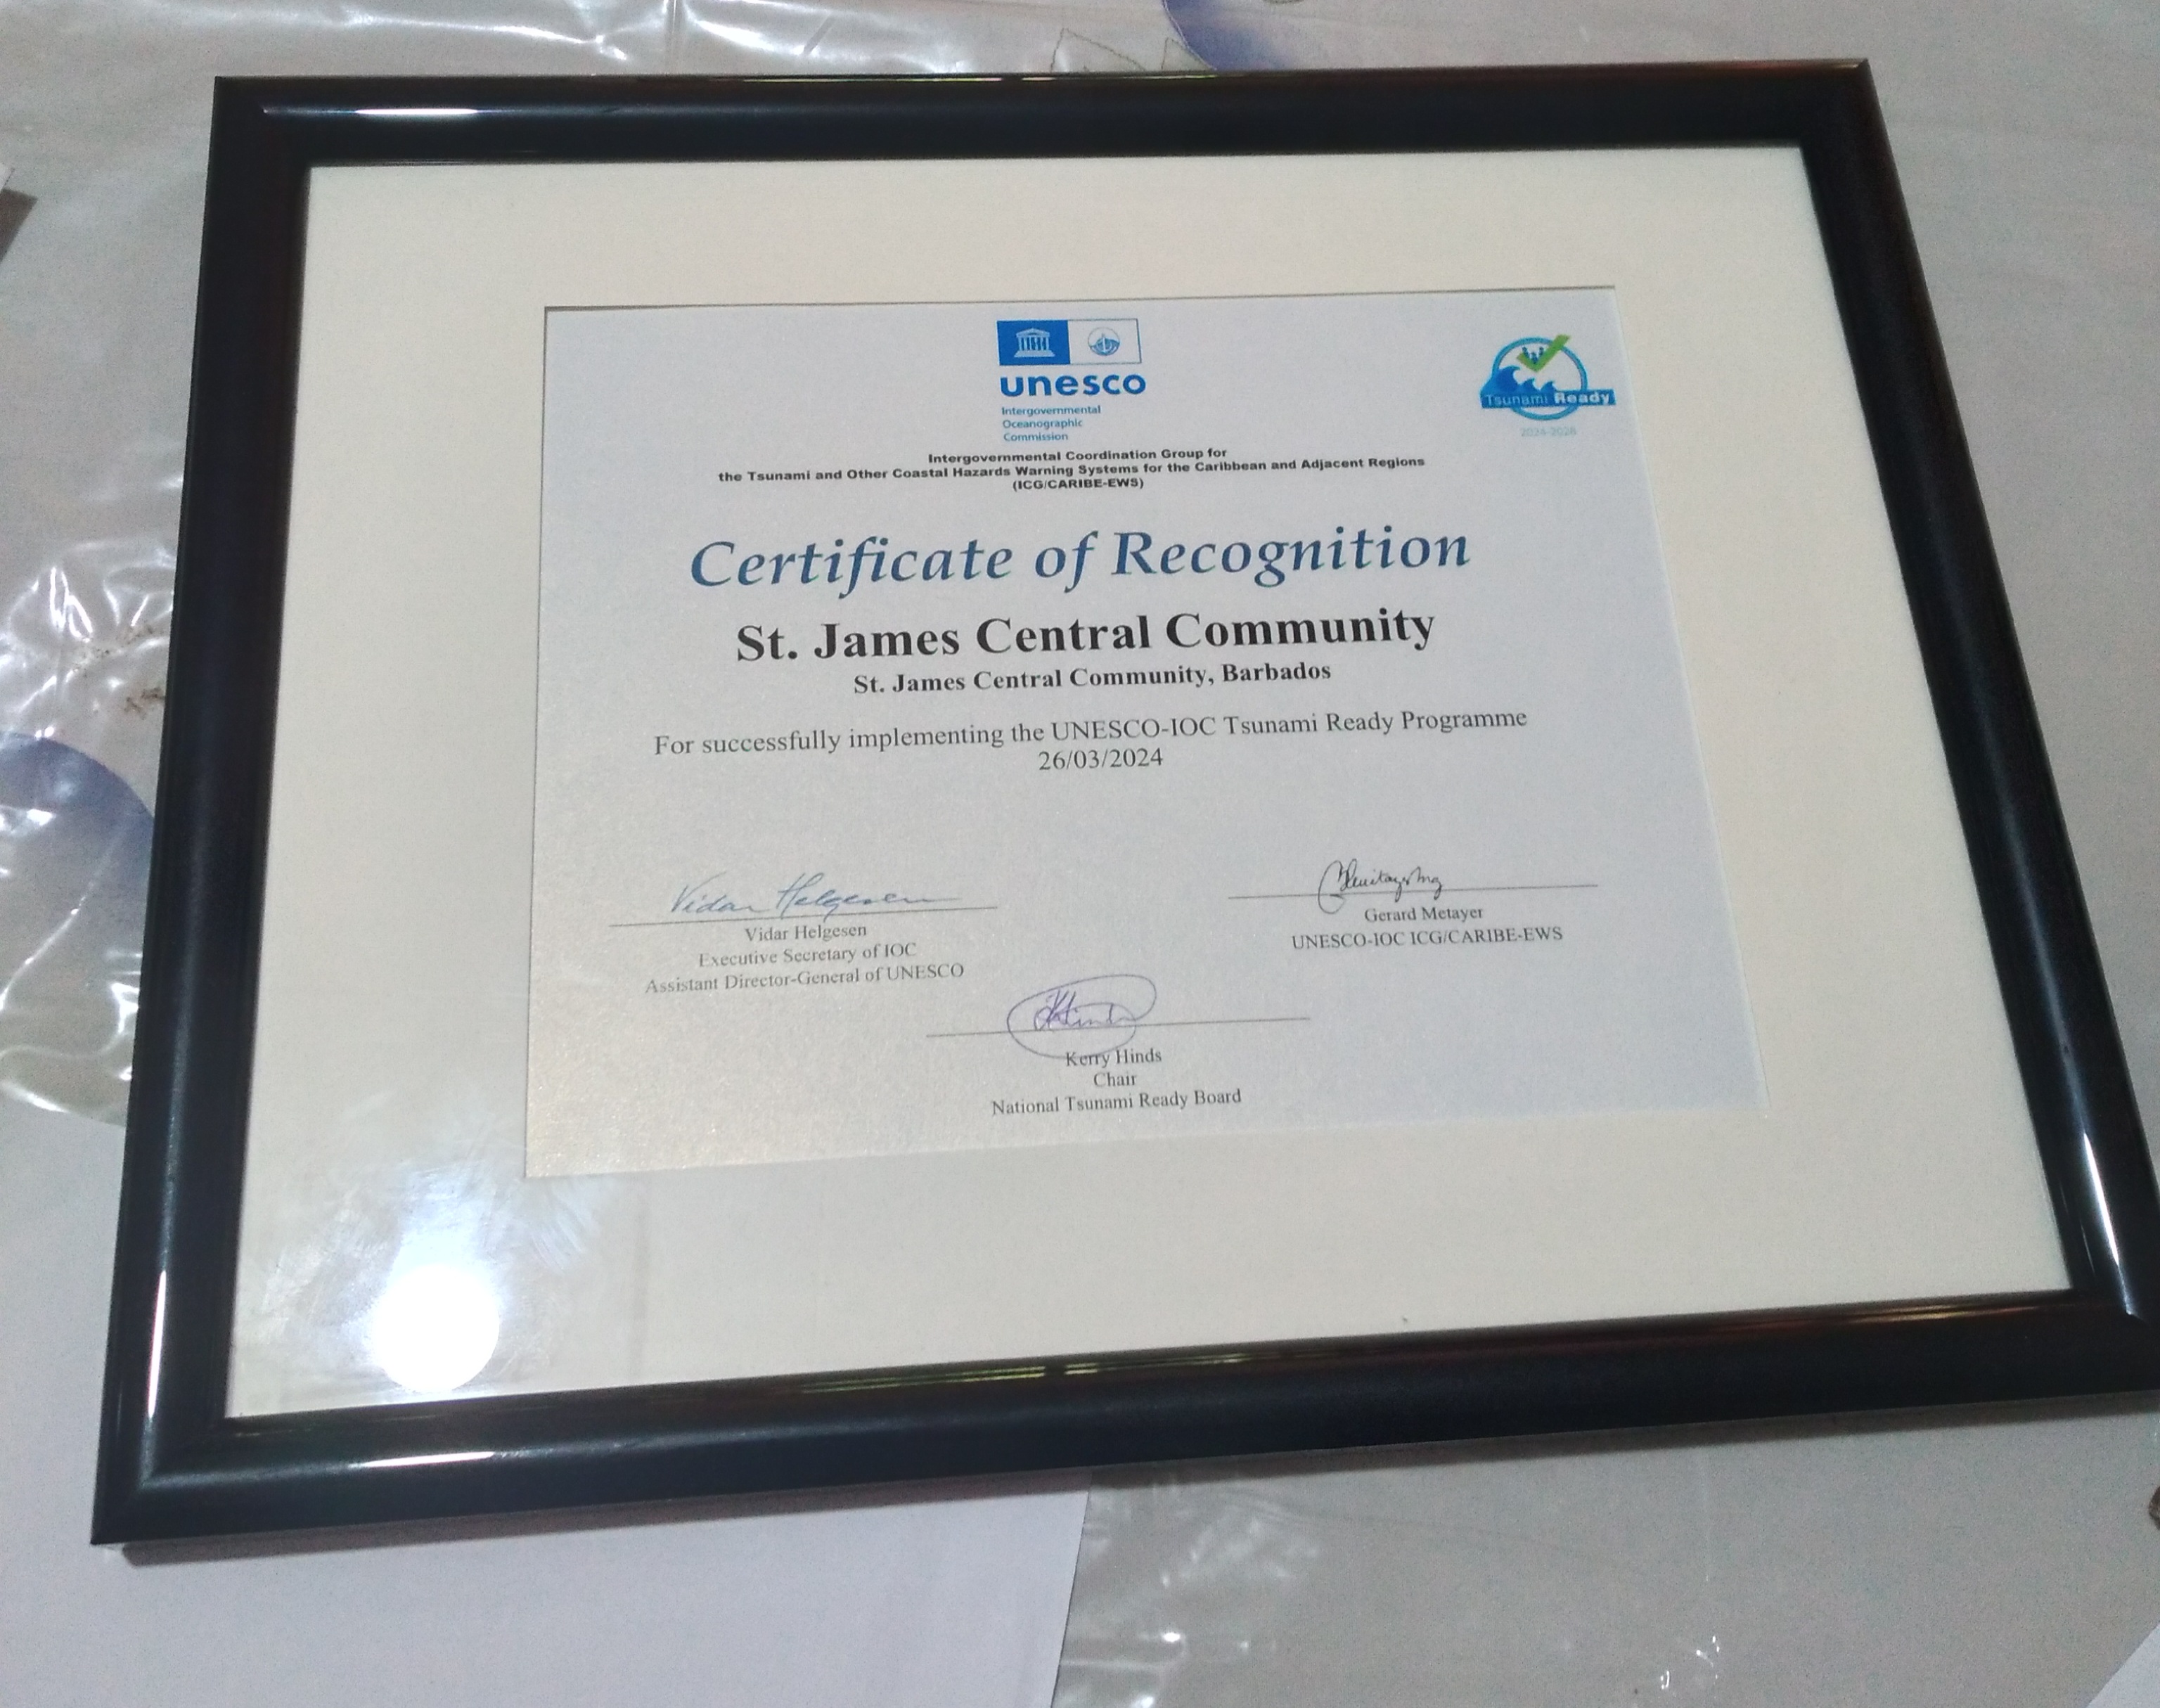 unesco
Intergovernmental
Oceanographic
Commission
Tsunami Ready
2024-2028
Intergovernmental Coordination Group for
the Tsunami and Other Coastal Hazards Warning Systems for the Caribbean and Adjacent Regions
(ICG/CARIBE-EWS)
Certificate of Recognition
St. James Central Community
St. James Central Community, Barbados
For successfully implementing the UNESCO-IOC Tsunami Ready Programme
26/03/2024
Vidar Helgesen
Vidar Helgesen
Executive Secretary of IOC
Assistant Director-General of UNESCO
Gerard Metayer
UNESCO-IOC ICG/CARIBE-EWS
Kerry Hinds
Chair
National Tsunami Ready Board